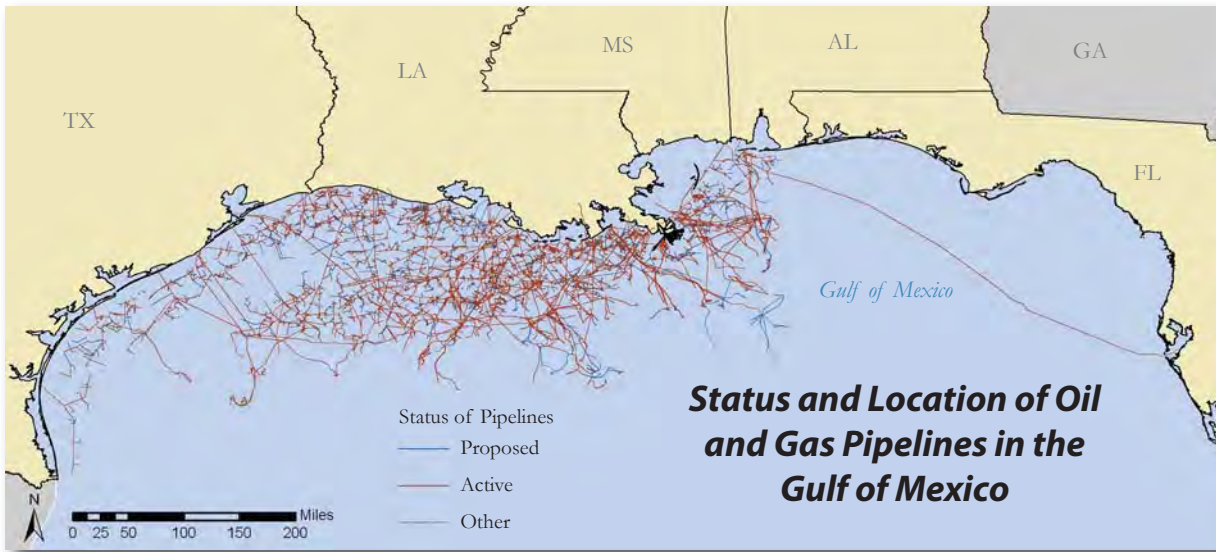 MS
AL
GA
LA
TX
FL
Gulf of Mexico
Status and Location of Oil
and Gas Pipelines in the
Gulf of Mexico
Status of Pipelines
Proposed
Active
Other
N
Miles
0 25 50 100 150 200